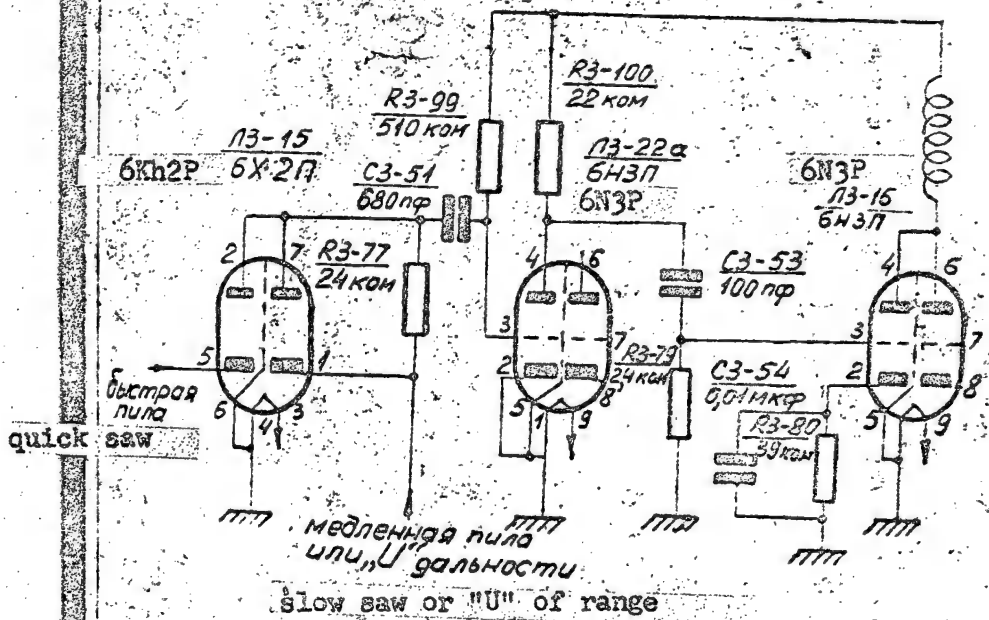 R3-100
22 ком
R3-99
510 ком
Л3-15
6Х2П
6Kh2P
С3-51
680 пф
Л3-22а
6Н3П
6N3P
6N3P
Л3-15
6Н3П
2
7
R3-77
24 ком
4
6
С3-53
100 пф
4
6
5
1
3
7
3
7
быстрая
пила
2
R3-79
24 ком
8
С3-54
0,01 мкф
2
8
6
4
3
5
1
9
R3-80
39 ком
5
9
quick saw
медленная пила
или „U" дальности
slow saw or "U" of range